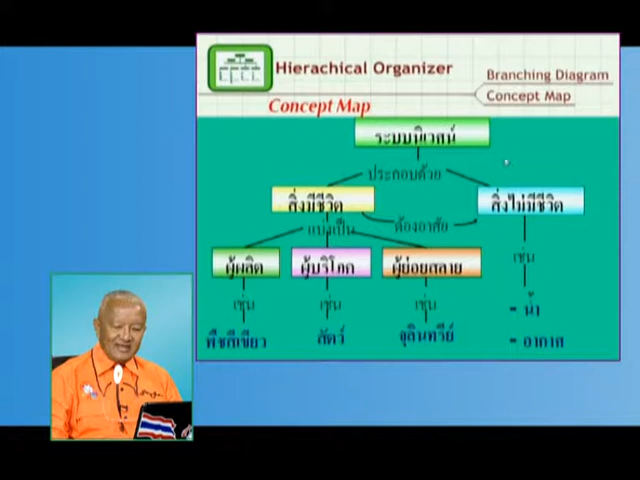 Hierachical Organizer
Branching Diagram
Concept Map
Concept Map
ระบบนิเวศน์
ประกอบด้วย
สิ่งมีชีวิต
สิ่งไม่มีชีวิต
ต้องอาศัย
แบ่งเป็น
ผู้ผลิต
ผู้บริโภค
ผู้ย่อยสลาย
เช่น
เช่น
เช่น
เช่น
- น้ำ
พืชสีเขียว
สัตว์
จุลินทรีย์
- อากาศ